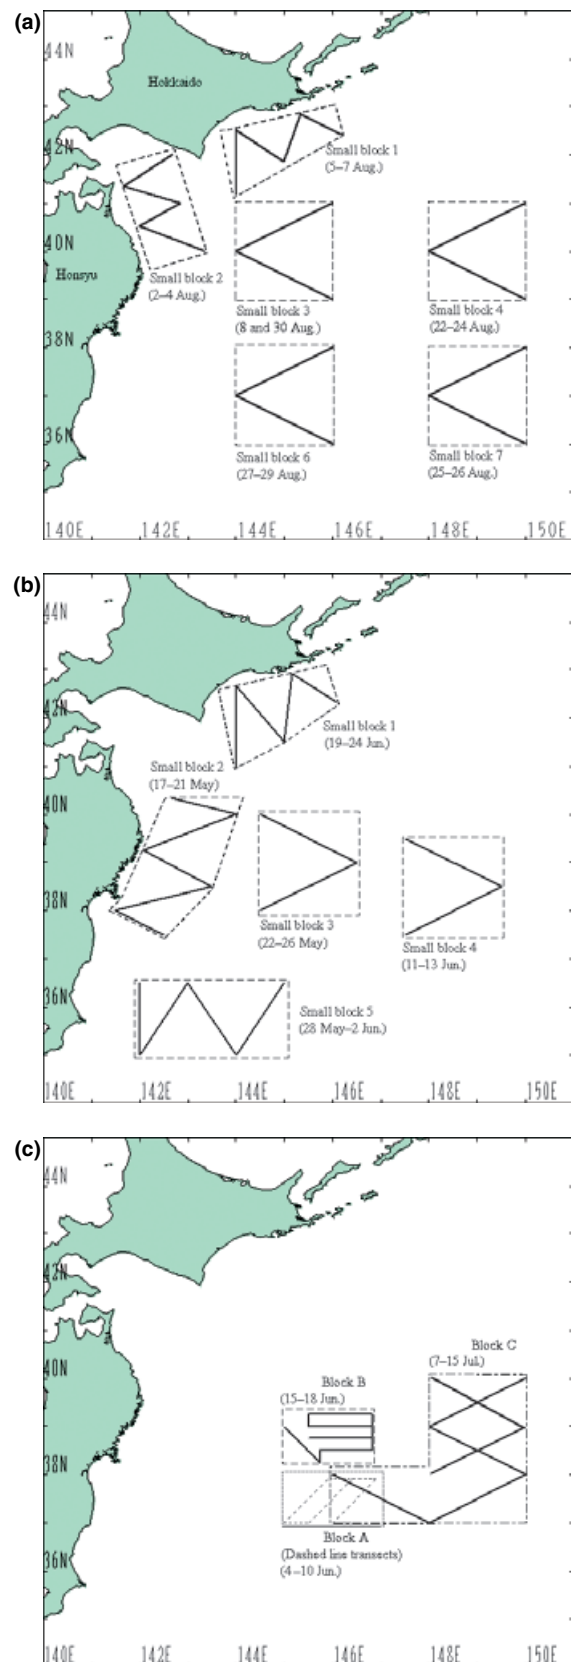 (a)
44N
Hokkaido
42N
Small block 1
(5–7 Aug.)
40N
Honsyu
Small block 2
(2–4 Aug.)
Small block 3
(8 and 30 Aug.)
Small block 4
(22–24 Aug.)
38N
36N
Small block 6
(27–29 Aug.)
Small block 7
(25–26 Aug.)
140E 142E 144E 146E 148E 150E
(b)
44N
42N
Small block 1
(19–24 Jun.)
Small block 2
(17–21 May)
40N
38N
Small block 3
(22–26 May)
Small block 4
(11–13 Jun.)
36N
Small block 5
(28 May–2 Jun.)
140E 142E 144E 146E 148E 150E
(c)
44N
42N
Block C
(7–15 Jul.)
40N
Block B
(15–18 Jun.)
38N
Block A
(Dashed line transects)
(4–10 Jun.)
36N
140E 142E 144E 146E 148E 150E